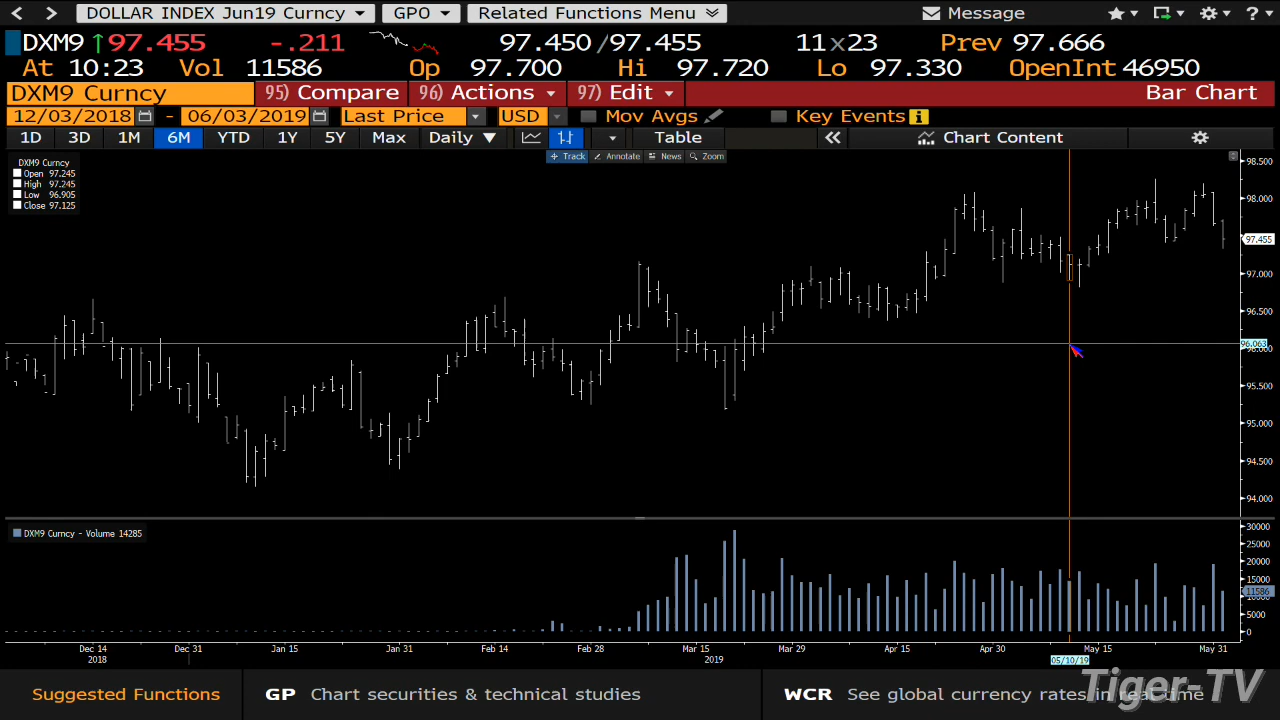 DOLLAR INDEX Jun19 Curncy GPO Related Functions Menu Message ?
DXM9 ↑97.455 -.211 97.450 /97.455 11x23 Prev 97.666
At 10:23 Vol 11586 Op 97.700 Hi 97.720 Lo 97.330 OpenInt 46950
DXM9 Curncy 95) Compare 96) Actions 97) Edit Bar Chart
12/03/2018 - 06/03/2019 Last Price USD Mov Avgs Key Events i
1D 3D 1M 6M YTD 1Y 5Y Max Daily ▼ Table « Chart Content
Track Annotate News Zoom
DXM9 Curncy
Open 97.245
High 97.245
Low 96.905
Close 97.125
98.500
98.000
97.455
97.000
96.500
96.063
96.000
95.500
95.000
94.500
94.000
DXM9 Curncy - Volume 14285
30000
25000
20000
15000
11586
10000
5000
0
Dec 14 Dec 31 Jan 15 Jan 31 Feb 14 Feb 28 Mar 15 Mar 29 Apr 15 Apr 30 May 15 May 31
2018 2019 05/10/19
Suggested Functions GP Chart securities & technical studies WCR See global currency rates in real time
Tiger-TV